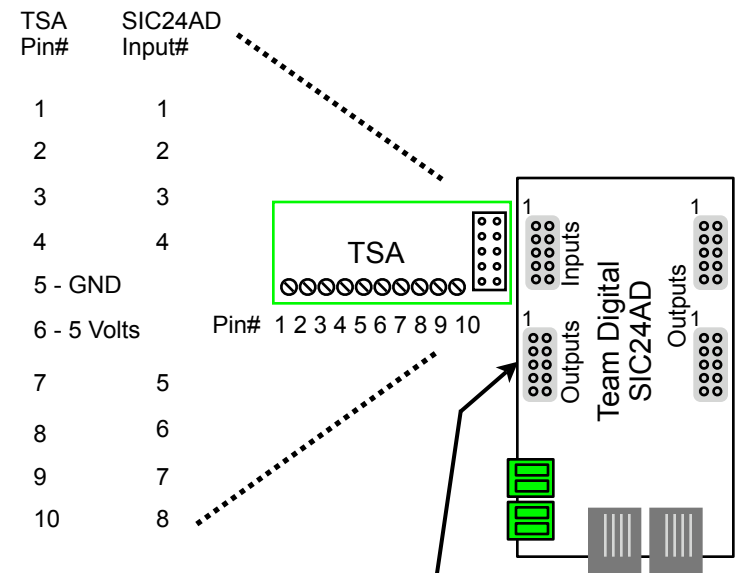 TSA SIC24AD
Pin# Input#
1 1
2 2
3 3
4 4
5 - GND
6 - 5 Volts
7 5
8 6
9 7
10 8
TSA
Pin# 1 2 3 4 5 6 7 8 9 10
1
Inputs
1
Outputs
Team Digital
SIC24AD
1
Outputs
1